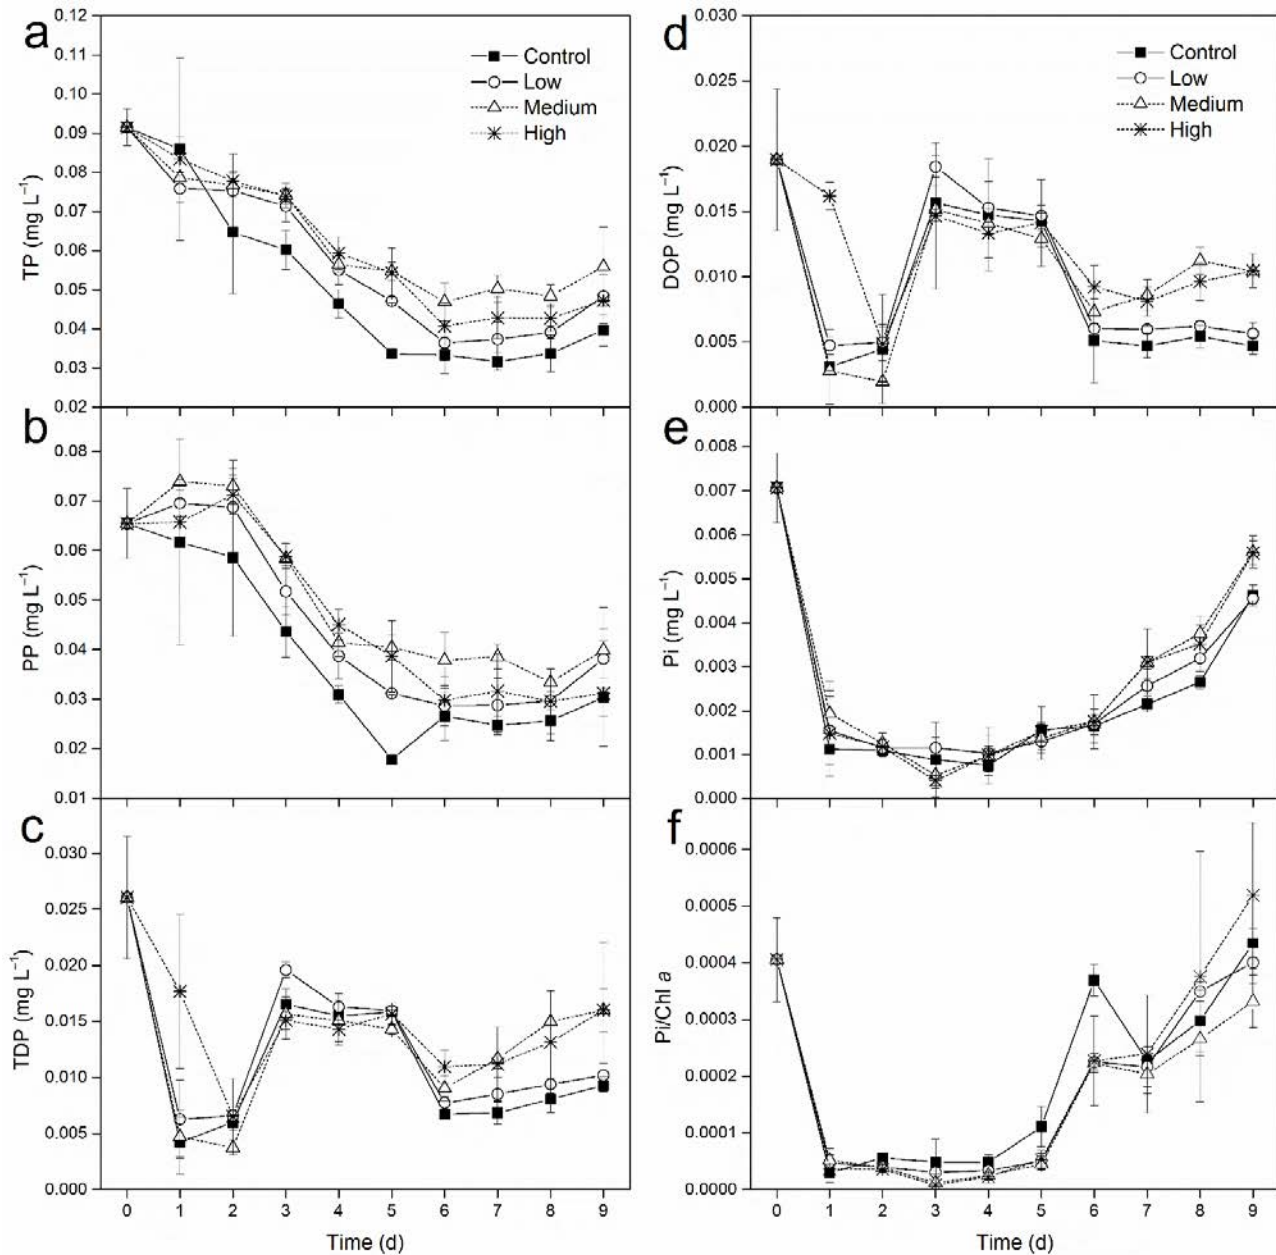 a
0.12
0.11
0.10
0.09
0.08
0.07
0.06
0.05
0.04
0.03
0.02
TP (mg L⁻¹)
Control
Low
Medium
High
b
0.08
0.07
0.06
0.05
0.04
0.03
0.02
0.01
PP (mg L⁻¹)
c
0.030
0.025
0.020
0.015
0.010
0.005
0.000
TDP (mg L⁻¹)
0 1 2 3 4 5 6 7 8 9
Time (d)
d
0.030
0.025
0.020
0.015
0.010
0.005
0.000
DOP (mg L⁻¹)
Control
Low
Medium
High
e
0.008
0.007
0.006
0.005
0.004
0.003
0.002
0.001
0.000
Pi (mg L⁻¹)
f
0.0006
0.0005
0.0004
0.0003
0.0002
0.0001
0.0000
Pi/Chl a
0 1 2 3 4 5 6 7 8 9
Time (d)